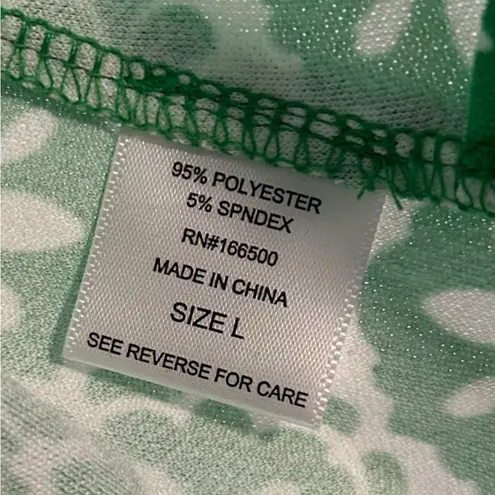 95% POLYESTER
5% SPNDEX
RN#166500
MADE IN CHINA
SIZE L
SEE REVERSE FOR CARE